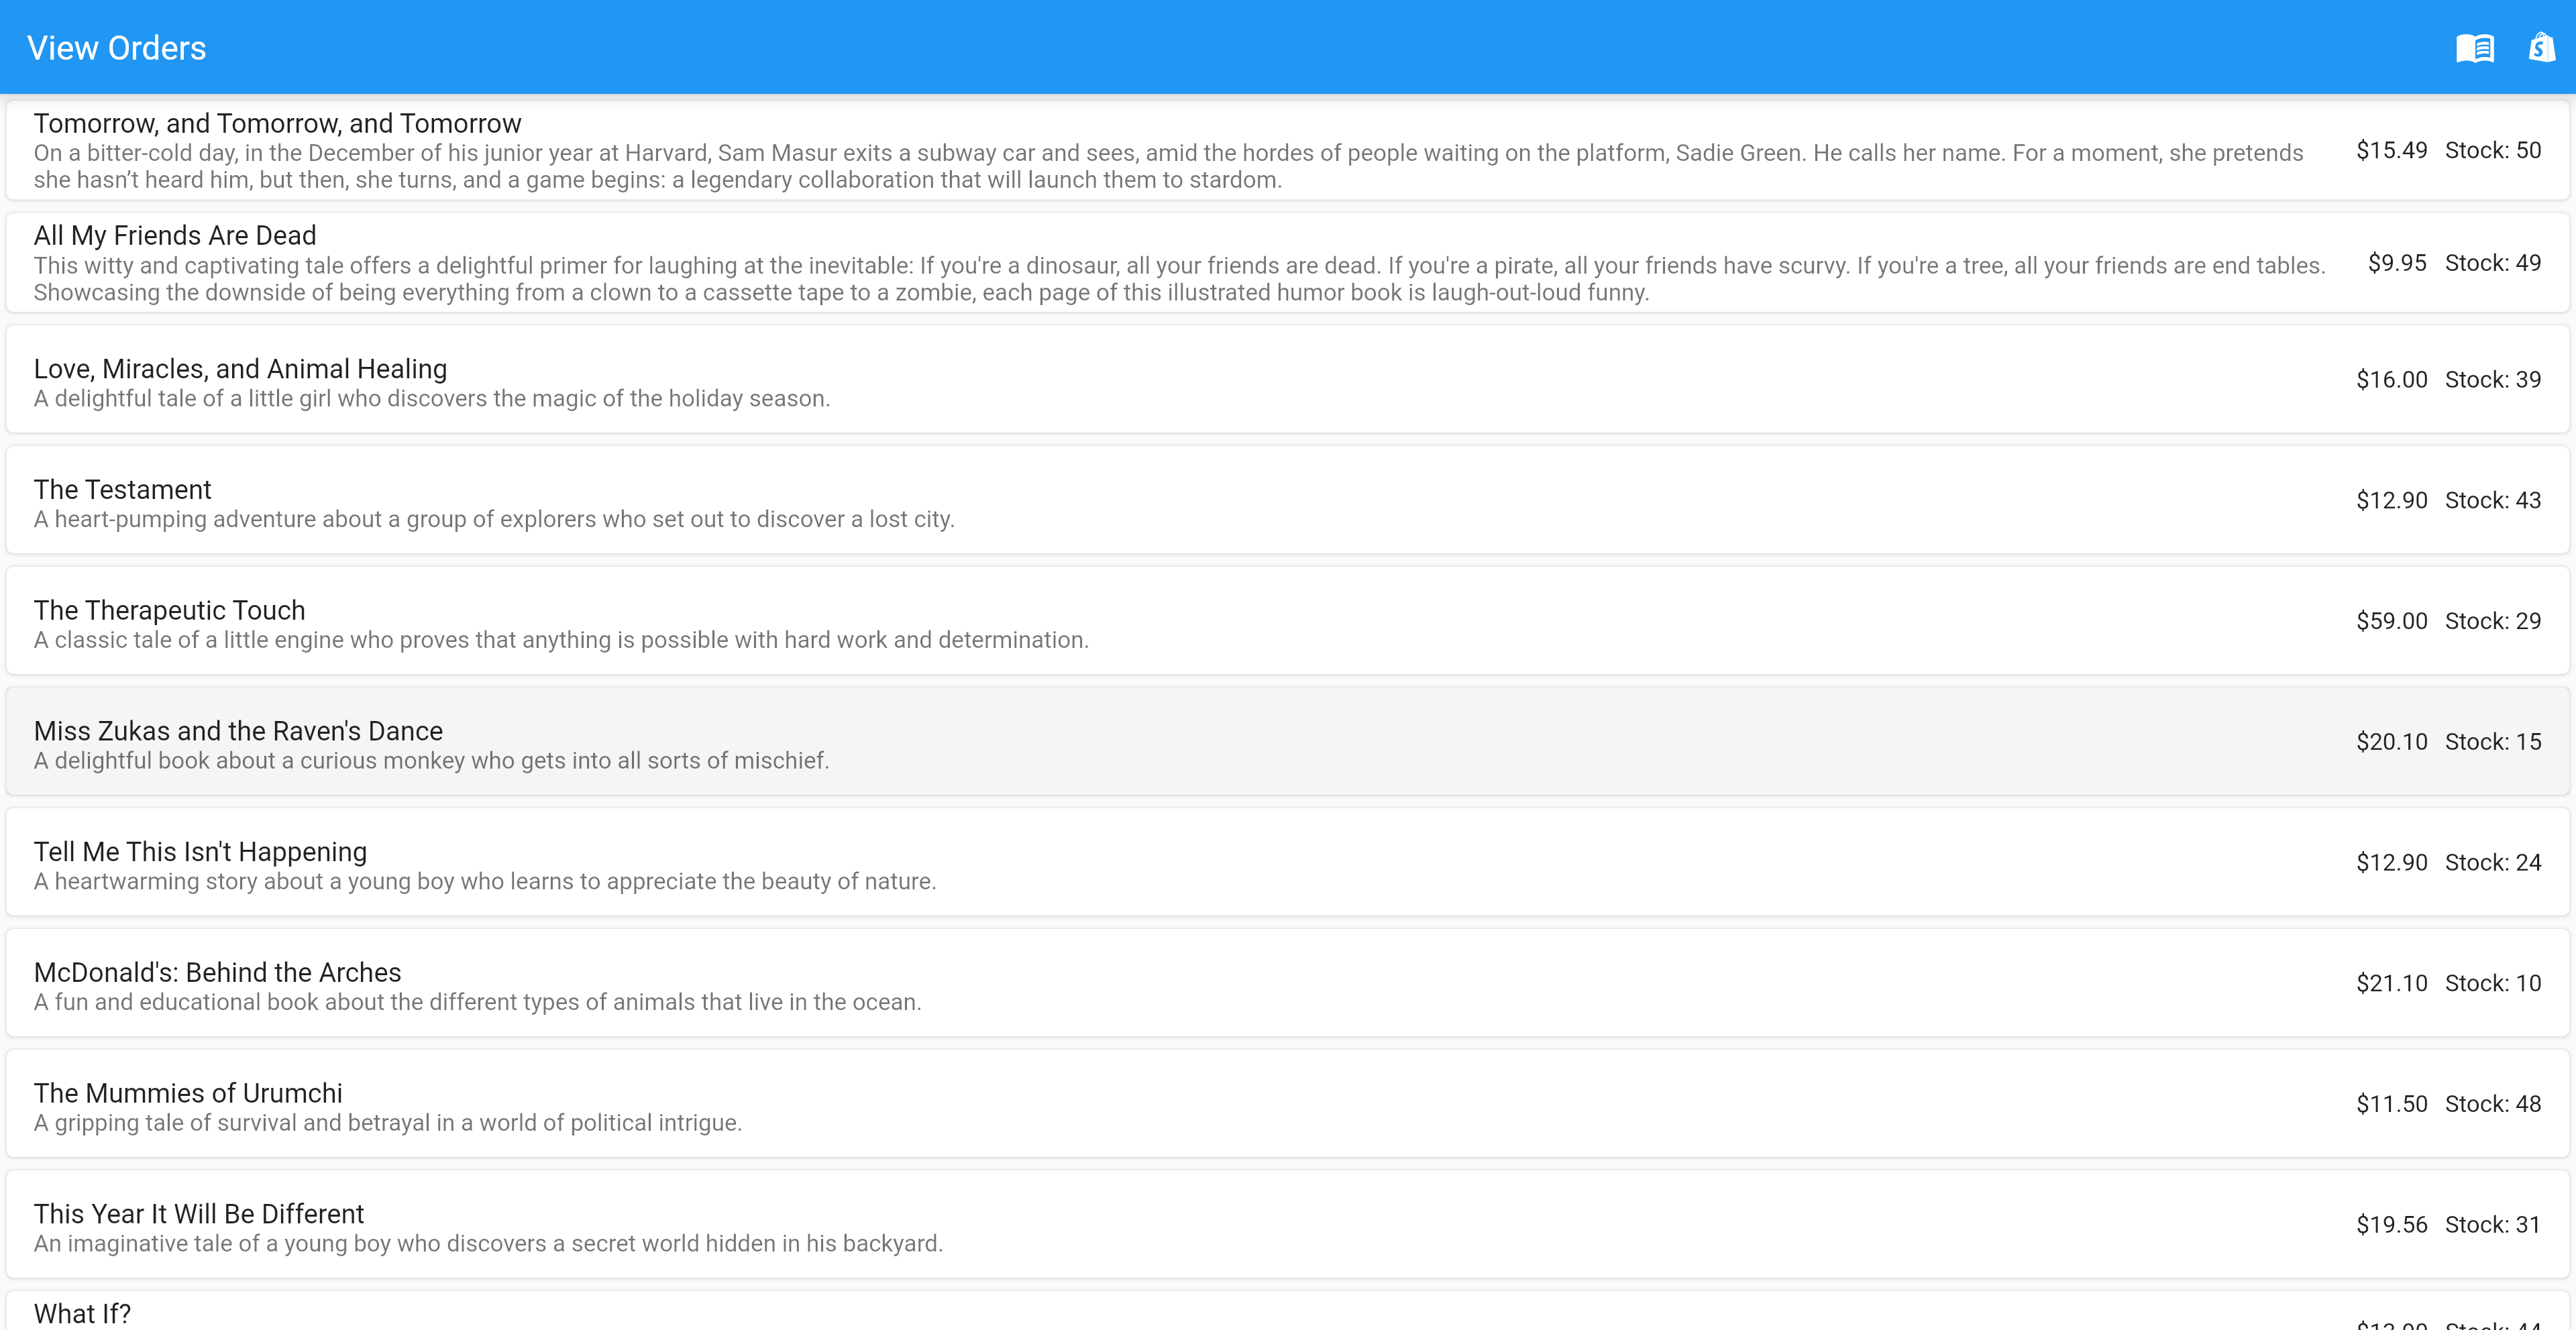 View Orders
Tomorrow, and Tomorrow, and Tomorrow
On a bitter-cold day, in the December of his junior year at Harvard, Sam Masur exits a subway car and sees, amid the hordes of people waiting on the platform, Sadie Green. He calls her name. For a moment, she pretends
she hasn’t heard him, but then, she turns, and a game begins: a legendary collaboration that will launch them to stardom.
$15.49 Stock: 50
All My Friends Are Dead
This witty and captivating tale offers a delightful primer for laughing at the inevitable: If you're a dinosaur, all your friends are dead. If you're a pirate, all your friends have scurvy. If you're a tree, all your friends are end tables.
Showcasing the downside of being everything from a clown to a cassette tape to a zombie, each page of this illustrated humor book is laugh-out-loud funny.
$9.95 Stock: 49
Love, Miracles, and Animal Healing
A delightful tale of a little girl who discovers the magic of the holiday season.
$16.00 Stock: 39
The Testament
A heart-pumping adventure about a group of explorers who set out to discover a lost city.
$12.90 Stock: 43
The Therapeutic Touch
A classic tale of a little engine who proves that anything is possible with hard work and determination.
$59.00 Stock: 29
Miss Zukas and the Raven's Dance
A delightful book about a curious monkey who gets into all sorts of mischief.
$20.10 Stock: 15
Tell Me This Isn't Happening
A heartwarming story about a young boy who learns to appreciate the beauty of nature.
$12.90 Stock: 24
McDonald's: Behind the Arches
A fun and educational book about the different types of animals that live in the ocean.
$21.10 Stock: 10
The Mummies of Urumchi
A gripping tale of survival and betrayal in a world of political intrigue.
$11.50 Stock: 48
This Year It Will Be Different
An imaginative tale of a young boy who discovers a secret world hidden in his backyard.
$19.56 Stock: 31
What If?